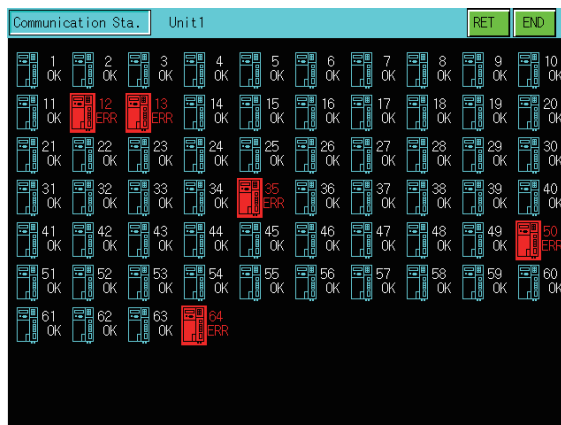 Communication Sta. Unit1 RET END
1 2 3 4 5 6 7 8 9 10
OK OK OK OK OK OK OK OK OK OK
11 12 13 14 15 16 17 18 19 20
OK ERR ERR OK OK OK OK OK OK OK
21 22 23 24 25 26 27 28 29 30
OK OK OK OK OK OK OK OK OK OK
31 32 33 34 35 36 37 38 39 40
OK OK OK OK ERR OK OK OK OK OK
41 42 43 44 45 46 47 48 49 50
OK OK OK OK OK OK OK OK OK ERR
51 52 53 54 55 56 57 58 59 60
OK OK OK OK OK OK OK OK OK OK
61 62 63 64
OK OK OK ERR